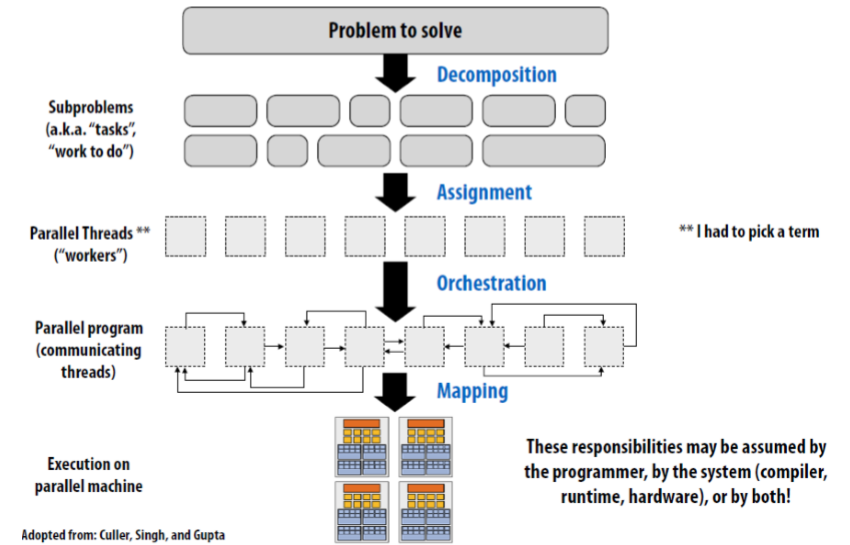 Problem to solve
Decomposition
Subproblems
(a.k.a. “tasks”,
“work to do”)
Assignment
Parallel Threads **
(“workers”)
** I had to pick a term
Orchestration
Parallel program
(communicating
threads)
Mapping
Execution on
parallel machine
These responsibilities may be assumed by
the programmer, by the system (compiler,
runtime, hardware), or by both!
Adopted from: Culler, Singh, and Gupta